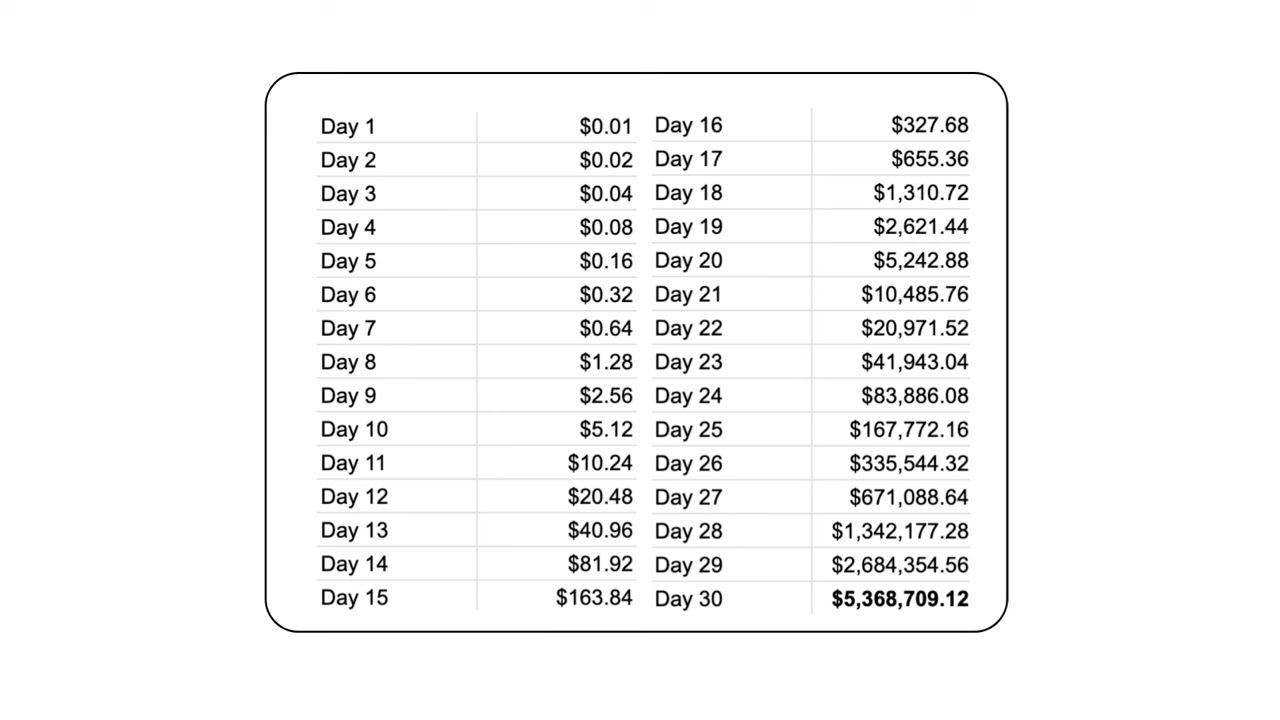 Day 1 $0.01
Day 2 $0.02
Day 3 $0.04
Day 4 $0.08
Day 5 $0.16
Day 6 $0.32
Day 7 $0.64
Day 8 $1.28
Day 9 $2.56
Day 10 $5.12
Day 11 $10.24
Day 12 $20.48
Day 13 $40.96
Day 14 $81.92
Day 15 $163.84
Day 16 $327.68
Day 17 $655.36
Day 18 $1,310.72
Day 19 $2,621.44
Day 20 $5,242.88
Day 21 $10,485.76
Day 22 $20,971.52
Day 23 $41,943.04
Day 24 $83,886.08
Day 25 $167,772.16
Day 26 $335,544.32
Day 27 $671,088.64
Day 28 $1,342,177.28
Day 29 $2,684,354.56
Day 30 $5,368,709.12